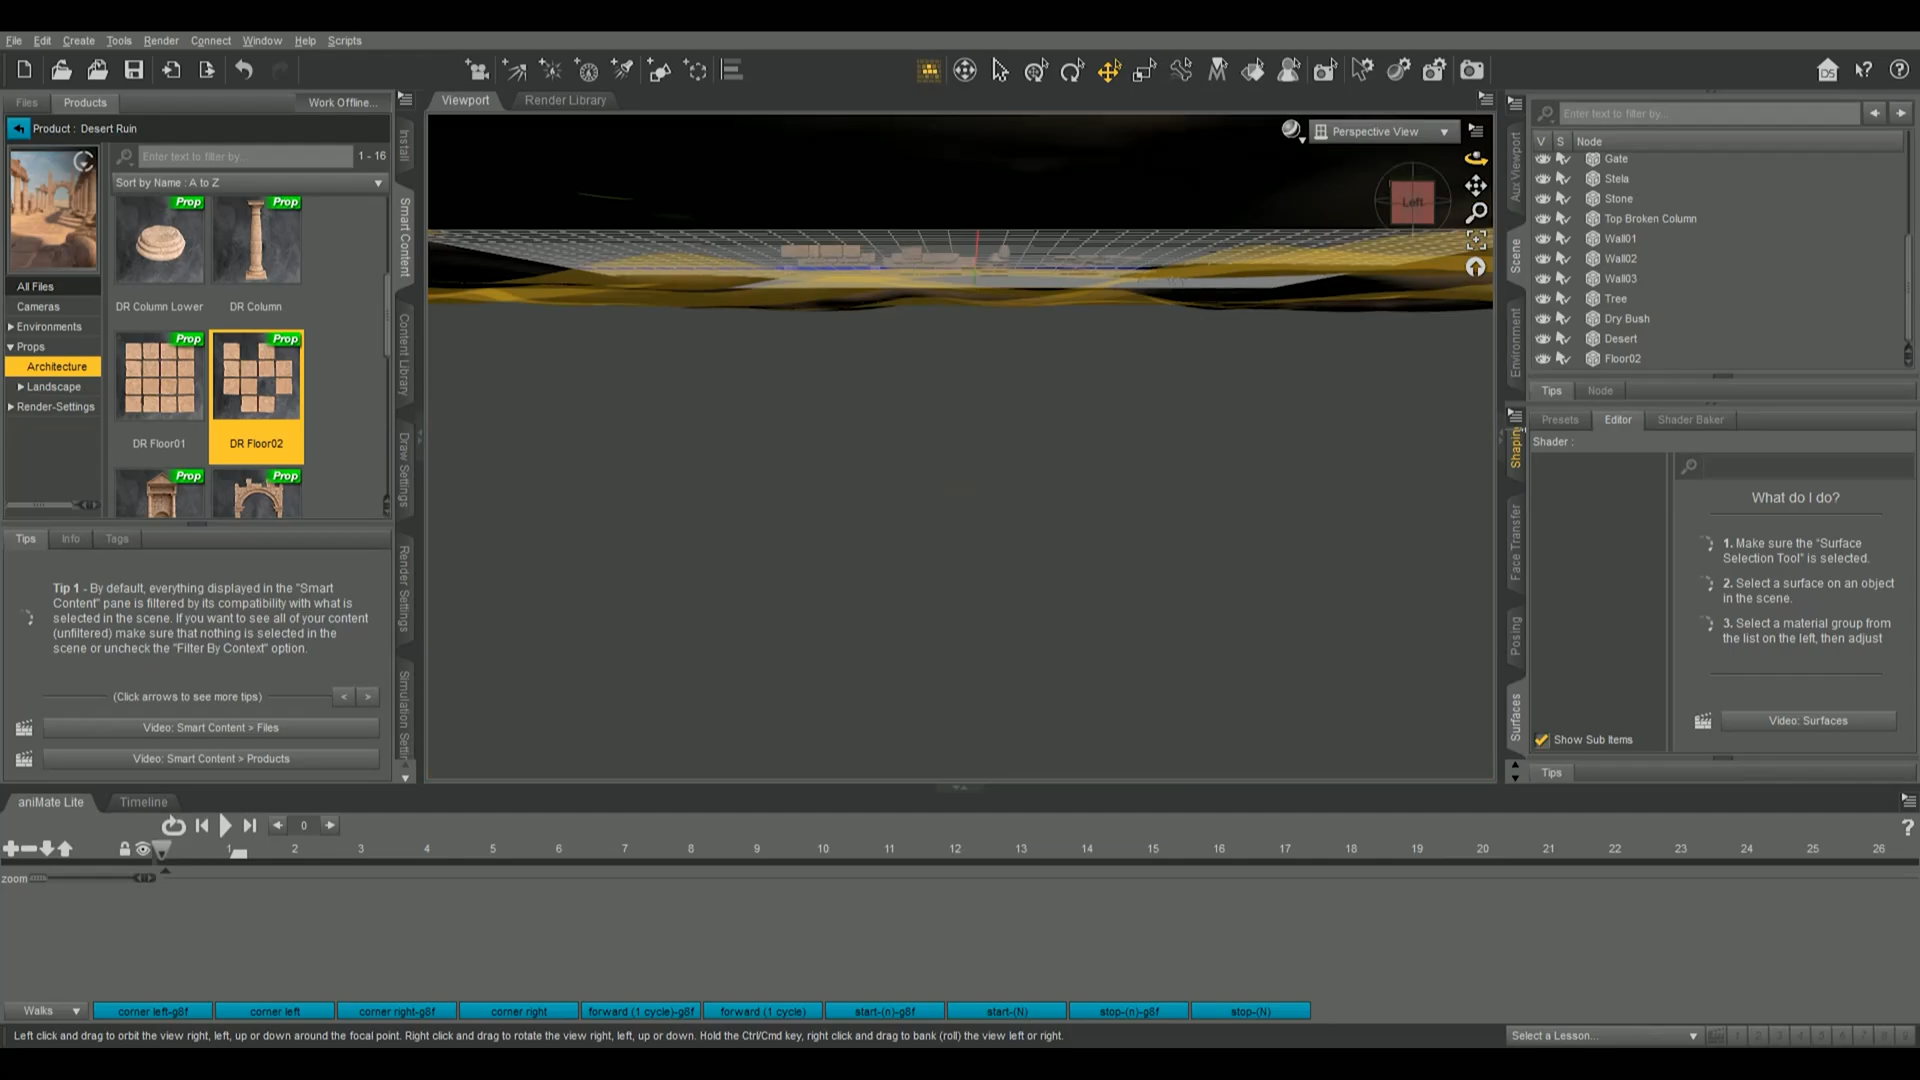 File Edit Create Tools Render Connect Window Help Scripts
Files Products Work Offline...
Product : Desert Ruin
Enter text to filter by... 1 - 16
Sort by Name : A to Z
All Files
Cameras
Environments
Props
Architecture
Landscape
Render-Settings
Prop Prop
DR Column Lower DR Column
Prop Prop
DR Floor01 DR Floor02
Prop Prop
Tips Info Tags
Tip 1 - By default, everything displayed in the "Smart
Content" pane is filtered by its compatibility with what is
selected in the scene. If you want to see all of your content
(unfiltered) make sure that nothing is selected in the
scene or uncheck the "Filter By Context" option.
(Click arrows to see more tips) < >
Video: Smart Content > Files
Video: Smart Content > Products
Install
Smart Content
Content Library
Draw Settings
Render Settings
Simulation Setti
Viewport Render Library
Perspective View
Left
Aux Viewport
Scene
Environment
Shapin
Face Transfer
Posing
Surfaces
Enter text to filter by...
V S Node
Gate
Stela
Stone
Top Broken Column
Wall01
Wall02
Wall03
Tree
Dry Bush
Desert
Floor02
Tips Node
Presets Editor Shader Baker
Shader :
What do I do?
1. Make sure the "Surface
Selection Tool" is selected.
2. Select a surface on an object
in the scene.
3. Select a material group from
the list on the left, then adjust
Video: Surfaces
Show Sub Items
Tips
aniMate Lite Timeline
0
1 2 3 4 5 6 7 8 9 10 11 12 13 14 15 16 17 18 19 20 21 22 23 24 25 26
zoom
Walks corner left-g8f corner left corner right-g8f corner right forward (1 cycle)-g8f forward (1 cycle) start-(n)-g8f start-(N) stop-(n)-g8f stop-(N)
Left click and drag to orbit the view right, left, up or down around the focal point. Right click and drag to rotate the view right, left, up or down. Hold the Ctrl/Cmd key, right click and drag to bank (roll) the view left or right.
Select a Lesson... 1 2 3 4 5 6 7 8 9